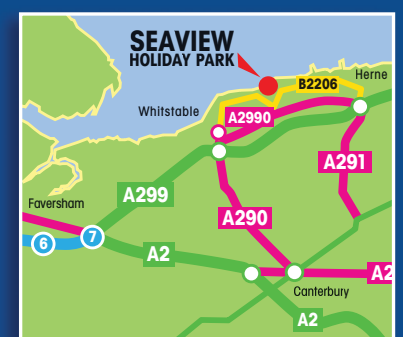 SEAVIEW
HOLIDAY PARK
Herne
B2206
Whitstable
A2990
A291
A299
Faversham
A290
6
7
A2
A2
Canterbury
A2